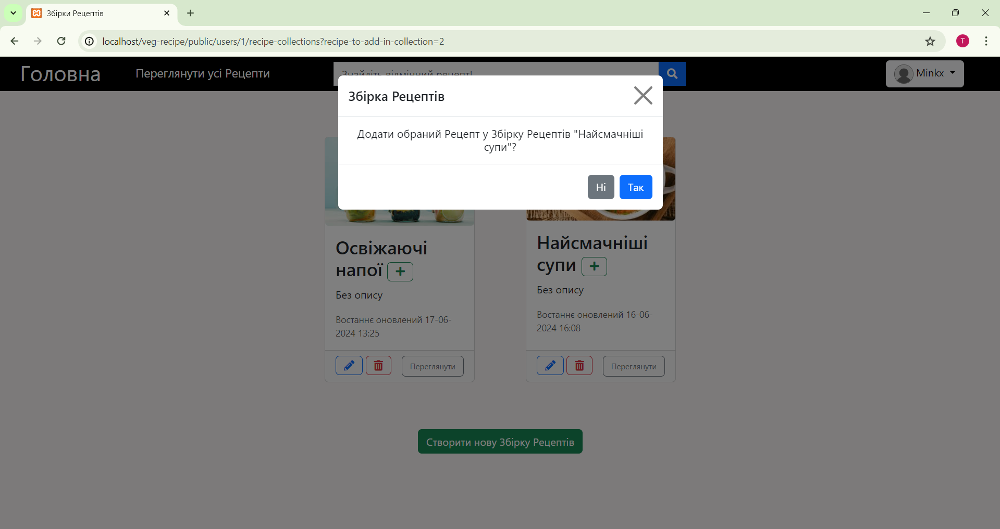 Збірки Рецептів
localhost/veg-recipe/public/users/1/recipe-collections?recipe-to-add-in-collection=2
T
Головна
Переглянути усі Рецепти
Знайдіть відмінний рецепт!
Minkx
Збірка Рецептів
Додати обраний Рецепт у Збірку Рецептів "Найсмачніші
супи"?
Ні
Так
Освіжаючі
напої
Без опису
Востаннє оновлений 17-06-
2024 13:25
Переглянути
Найсмачніші
супи
Без опису
Востаннє оновлений 16-06-
2024 16:08
Переглянути
Створити нову Збірку Рецептів